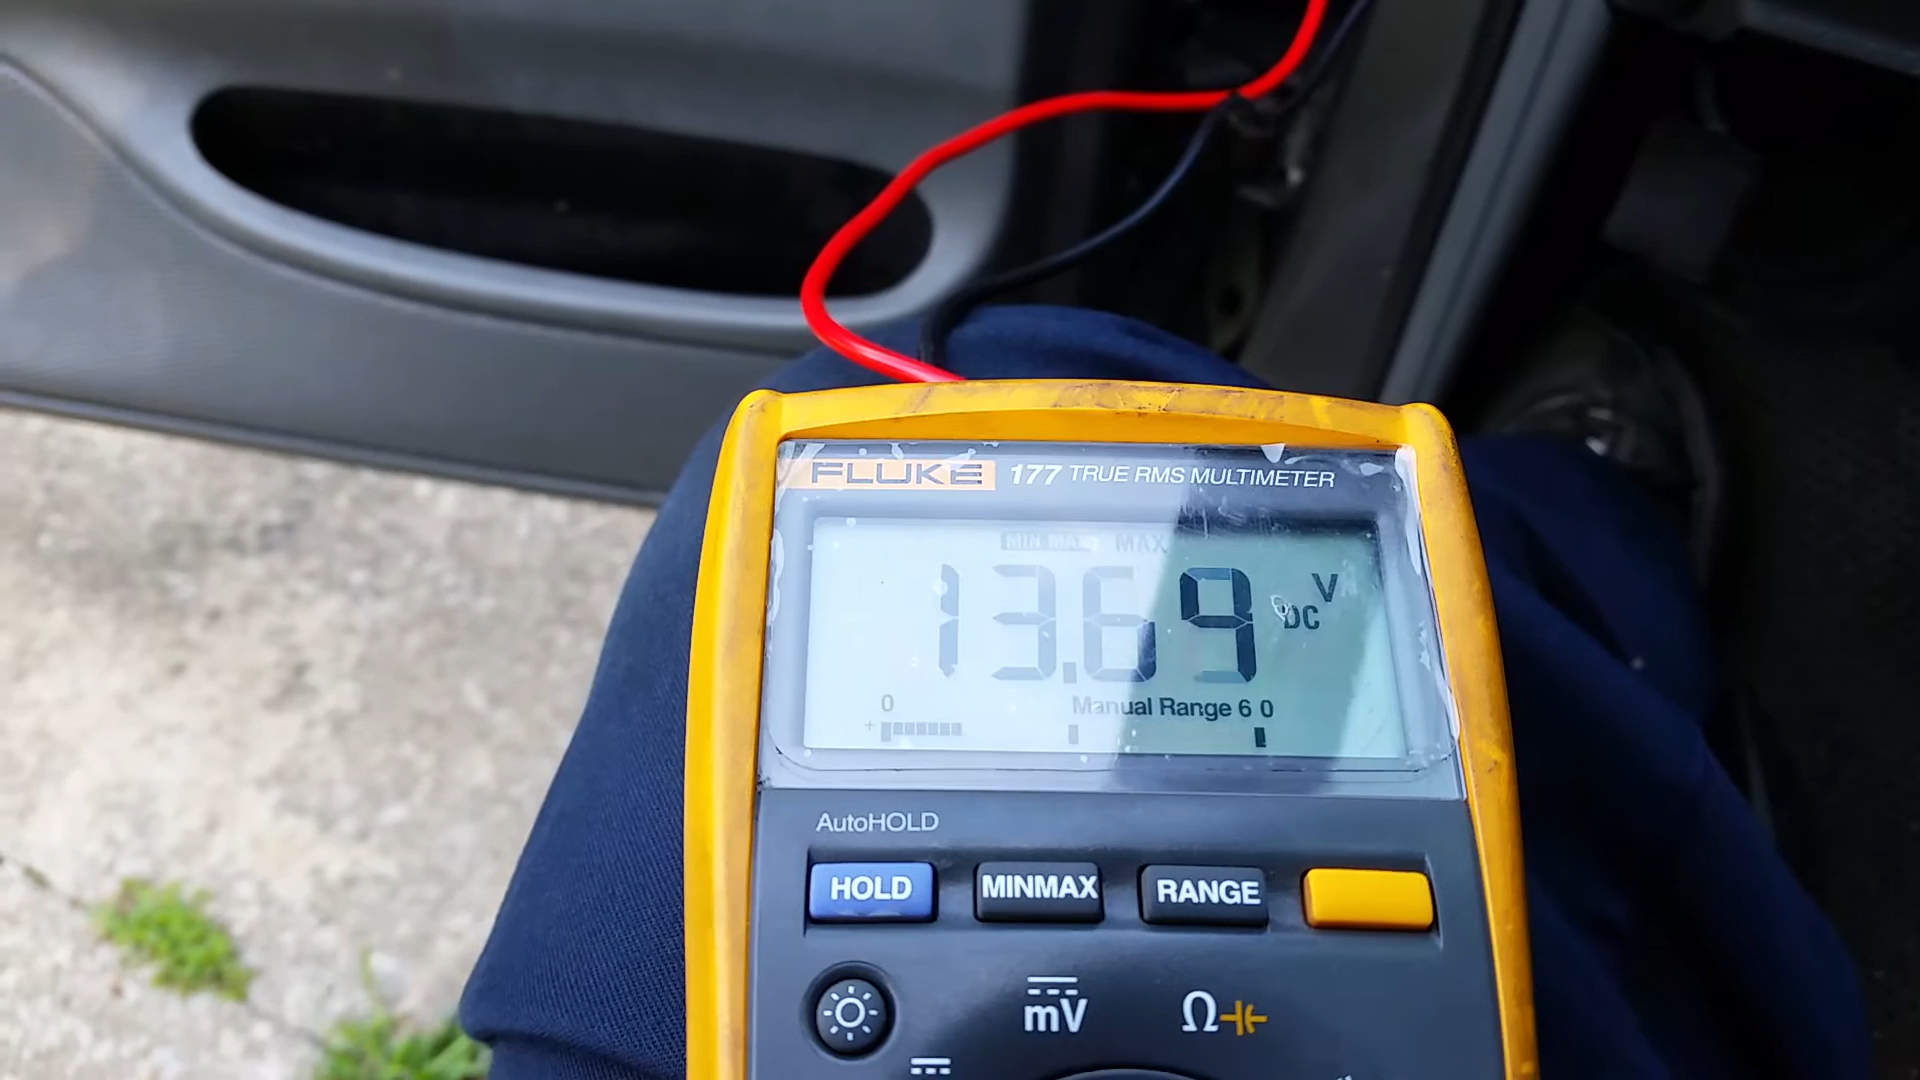 FLUKE 177 TRUE RMS MULTIMETER
MIN MAX MAX
13.69 V DC
0 Manual Range 6 0
+
AutoHOLD
HOLD MINMAX RANGE
mV Ω